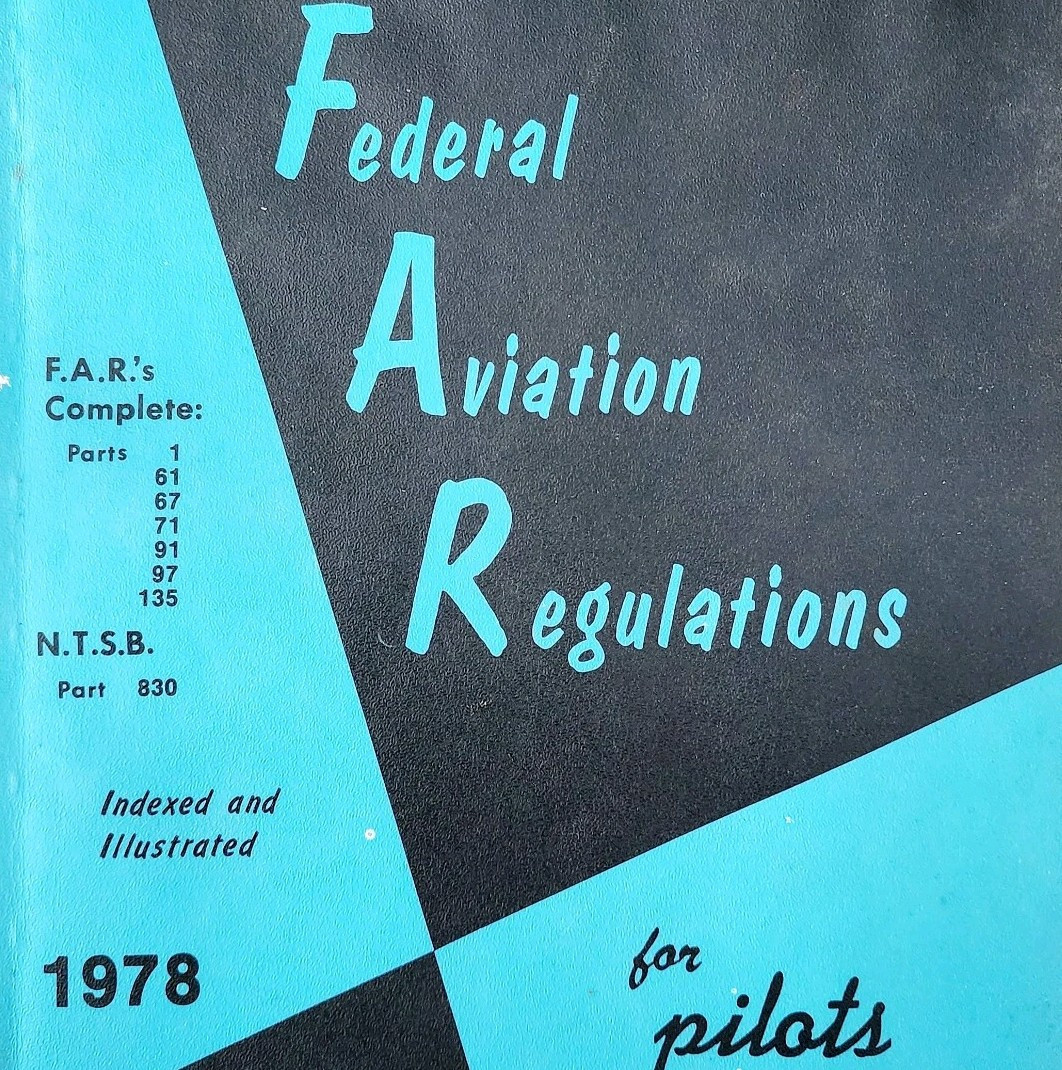 Federal
Aviation
Regulations
F.A.R.'s
Complete:
Parts 1
61
67
71
91
97
135
N.T.S.B.
Part 830
Indexed and
Illustrated
1978
for
pilots